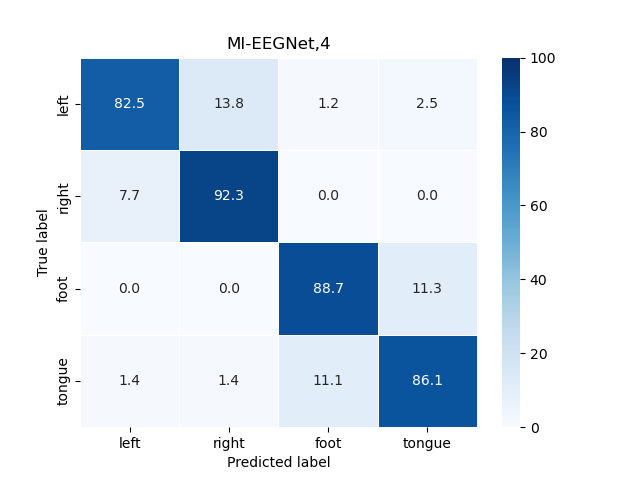 MI-EEGNet,4
True label
left 82.5 13.8 1.2 2.5
right 7.7 92.3 0.0 0.0
foot 0.0 0.0 88.7 11.3
tongue 1.4 1.4 11.1 86.1
left right foot tongue
Predicted label
100
80
60
40
20
0